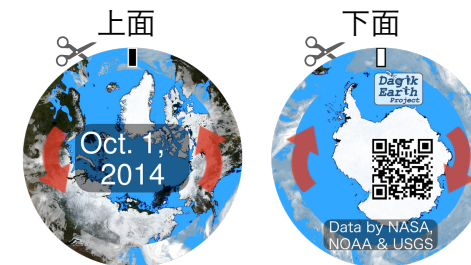 上面
下面
Oct. 1,
2014
Dagik
Earth
Project
Data by NASA,
NOAA & USGS